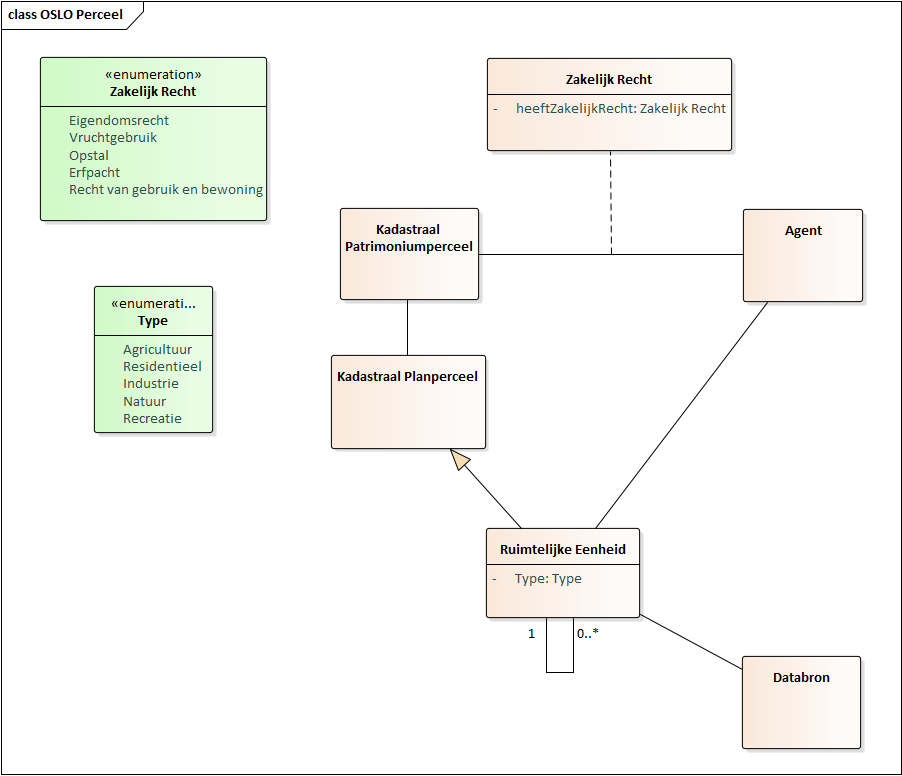 class OSLO Perceel
«enumeration»
Zakelijk Recht
Eigendomsrecht
Vruchtgebruik
Opstal
Erfpacht
Recht van gebruik en bewoning
Zakelijk Recht
- heeftZakelijkRecht: Zakelijk Recht
Kadastraal
Patrimoniumperceel
Agent
«enumerati...
Type
Agricultuur
Residentieel
Industrie
Natuur
Recreatie
Kadastraal Planperceel
Ruimtelijke Eenheid
- Type: Type
1
0..*
Databron